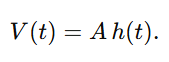 V(t) = A h(t).